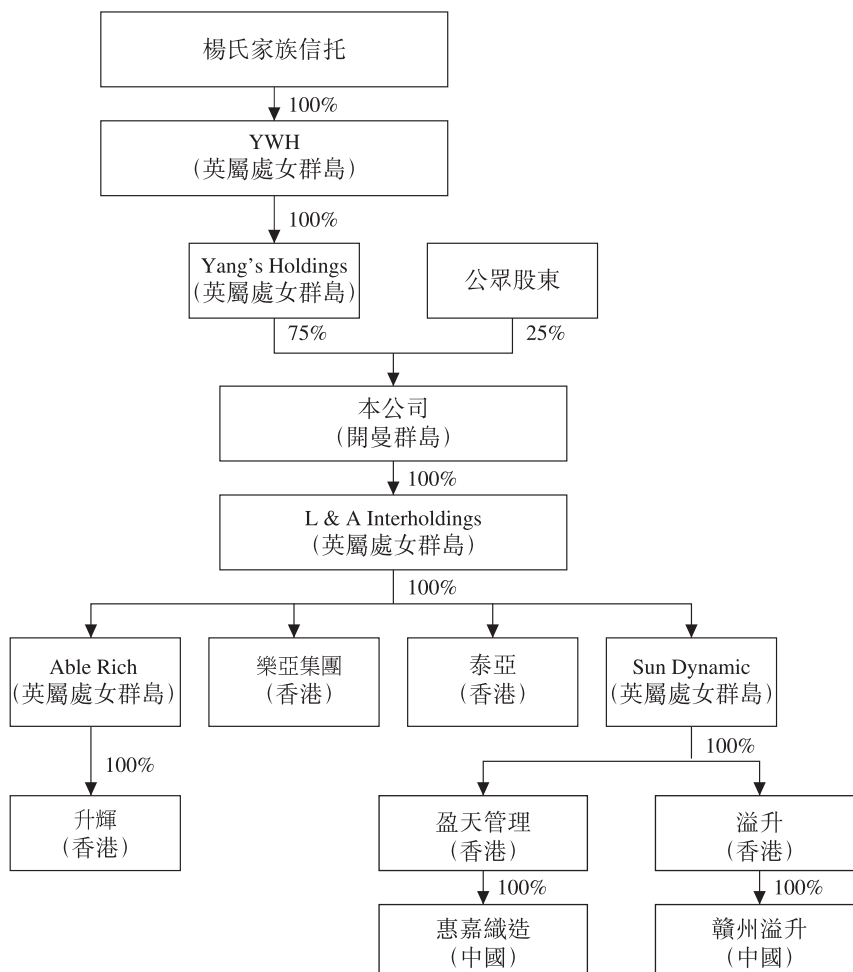 楊氏家族信托
100%
YWH
(英屬處女群島)
100%
Yang's Holdings
(英屬處女群島)
公眾股東
75%
25%
本公司
(開曼群島)
100%
L & A Interholdings
(英屬處女群島)
100%
Able Rich
(英屬處女群島)
樂亞集團
(香港)
泰亞
(香港)
Sun Dynamic
(英屬處女群島)
100%
100%
升輝
(香港)
盈天管理
(香港)
溢升
(香港)
100%
100%
惠嘉織造
(中國)
贛州溢升
(中國)